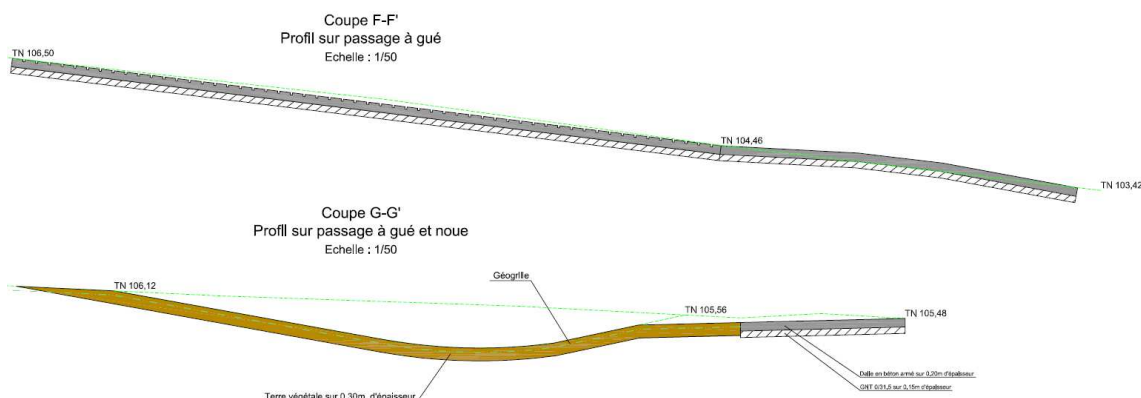 Coupe F-F'
Profil sur passage à gué
Echelle : 1/50
TN 106,50
TN 104,46
TN 103,42
Coupe G-G'
Profil sur passage à gué et noue
Echelle : 1/50
Géogrille
TN 106,12
TN 105,56
TN 105,48
Dalle en béton armé sur 0,20m d'épaisseur
GNT 0/31,5 sur 0,15m d'épaisseur
Terre végétale sur 0,30m d'épaisseur